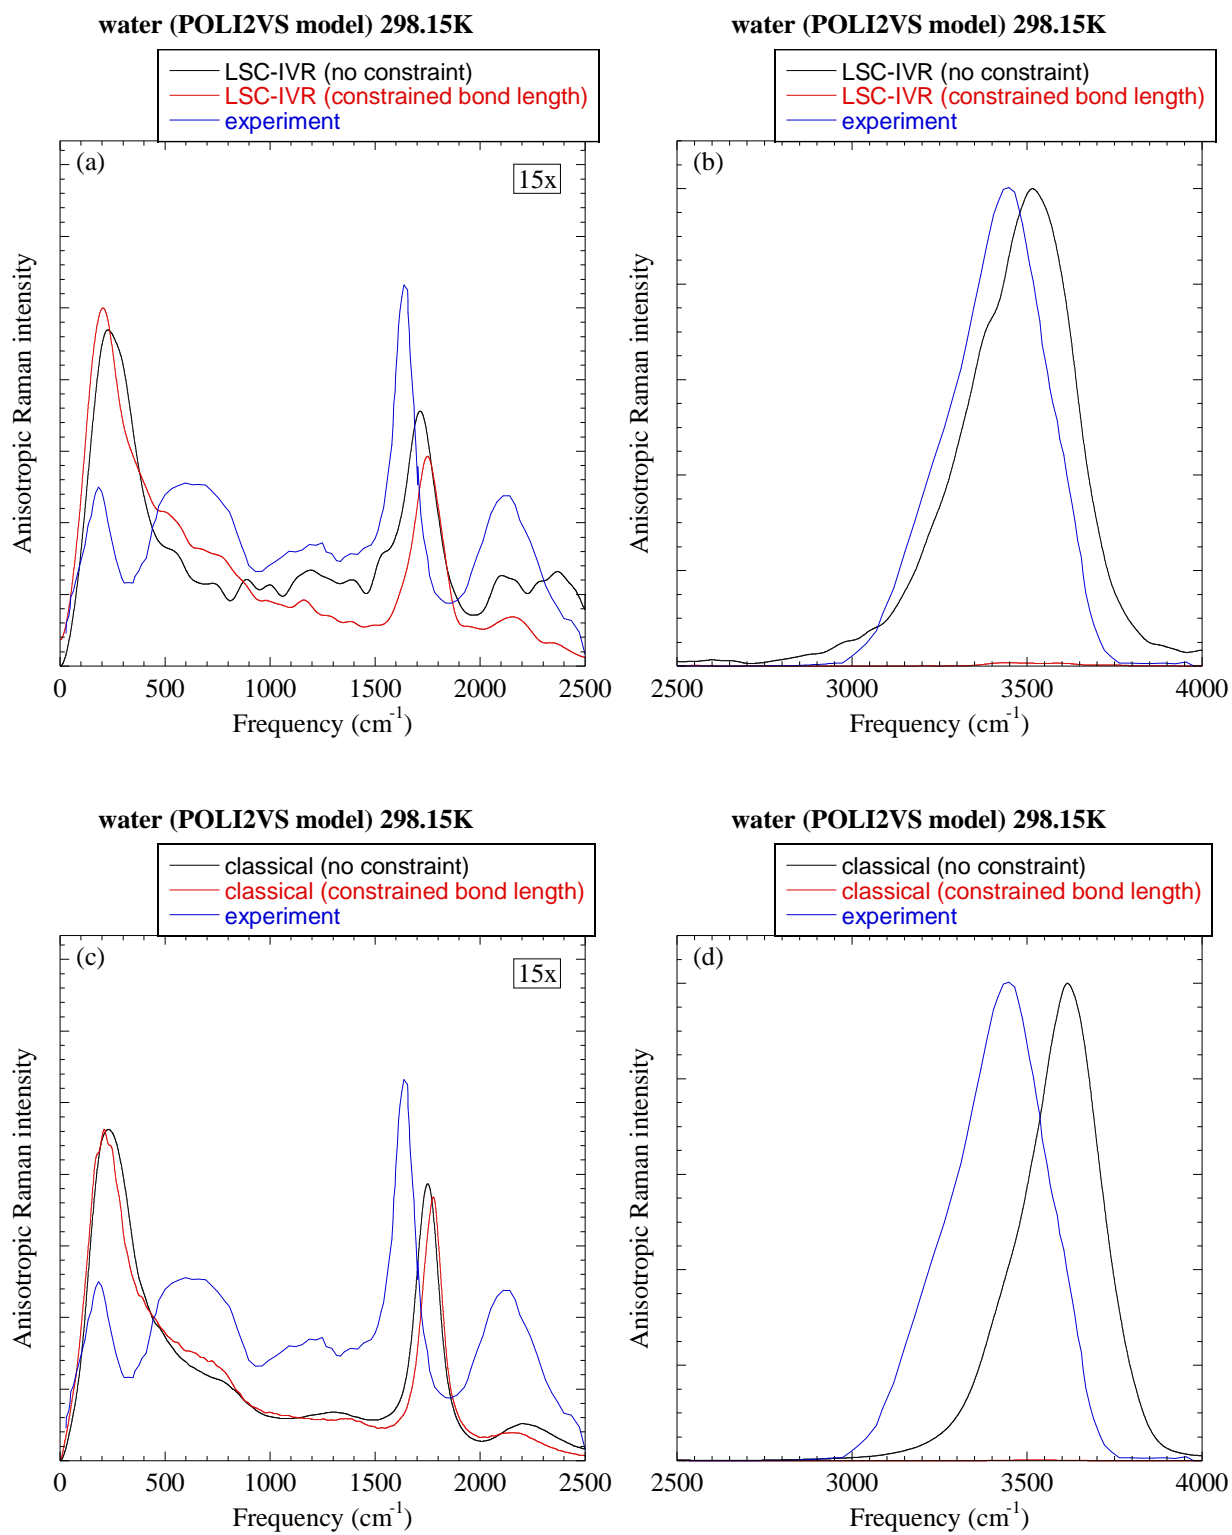 water (POLI2VS model) 298.15K
LSC-IVR (no constraint)
LSC-IVR (constrained bond length)
experiment
(a)
15x
Anisotropic Raman intensity
0 500 1000 1500 2000 2500
Frequency (cm-1)
water (POLI2VS model) 298.15K
LSC-IVR (no constraint)
LSC-IVR (constrained bond length)
experiment
(b)
Anisotropic Raman intensity
2500 3000 3500 4000
Frequency (cm-1)
water (POLI2VS model) 298.15K
classical (no constraint)
classical (constrained bond length)
experiment
(c)
15x
Anisotropic Raman intensity
0 500 1000 1500 2000 2500
Frequency (cm-1)
water (POLI2VS model) 298.15K
classical (no constraint)
classical (constrained bond length)
experiment
(d)
Anisotropic Raman intensity
2500 3000 3500 4000
Frequency (cm-1)